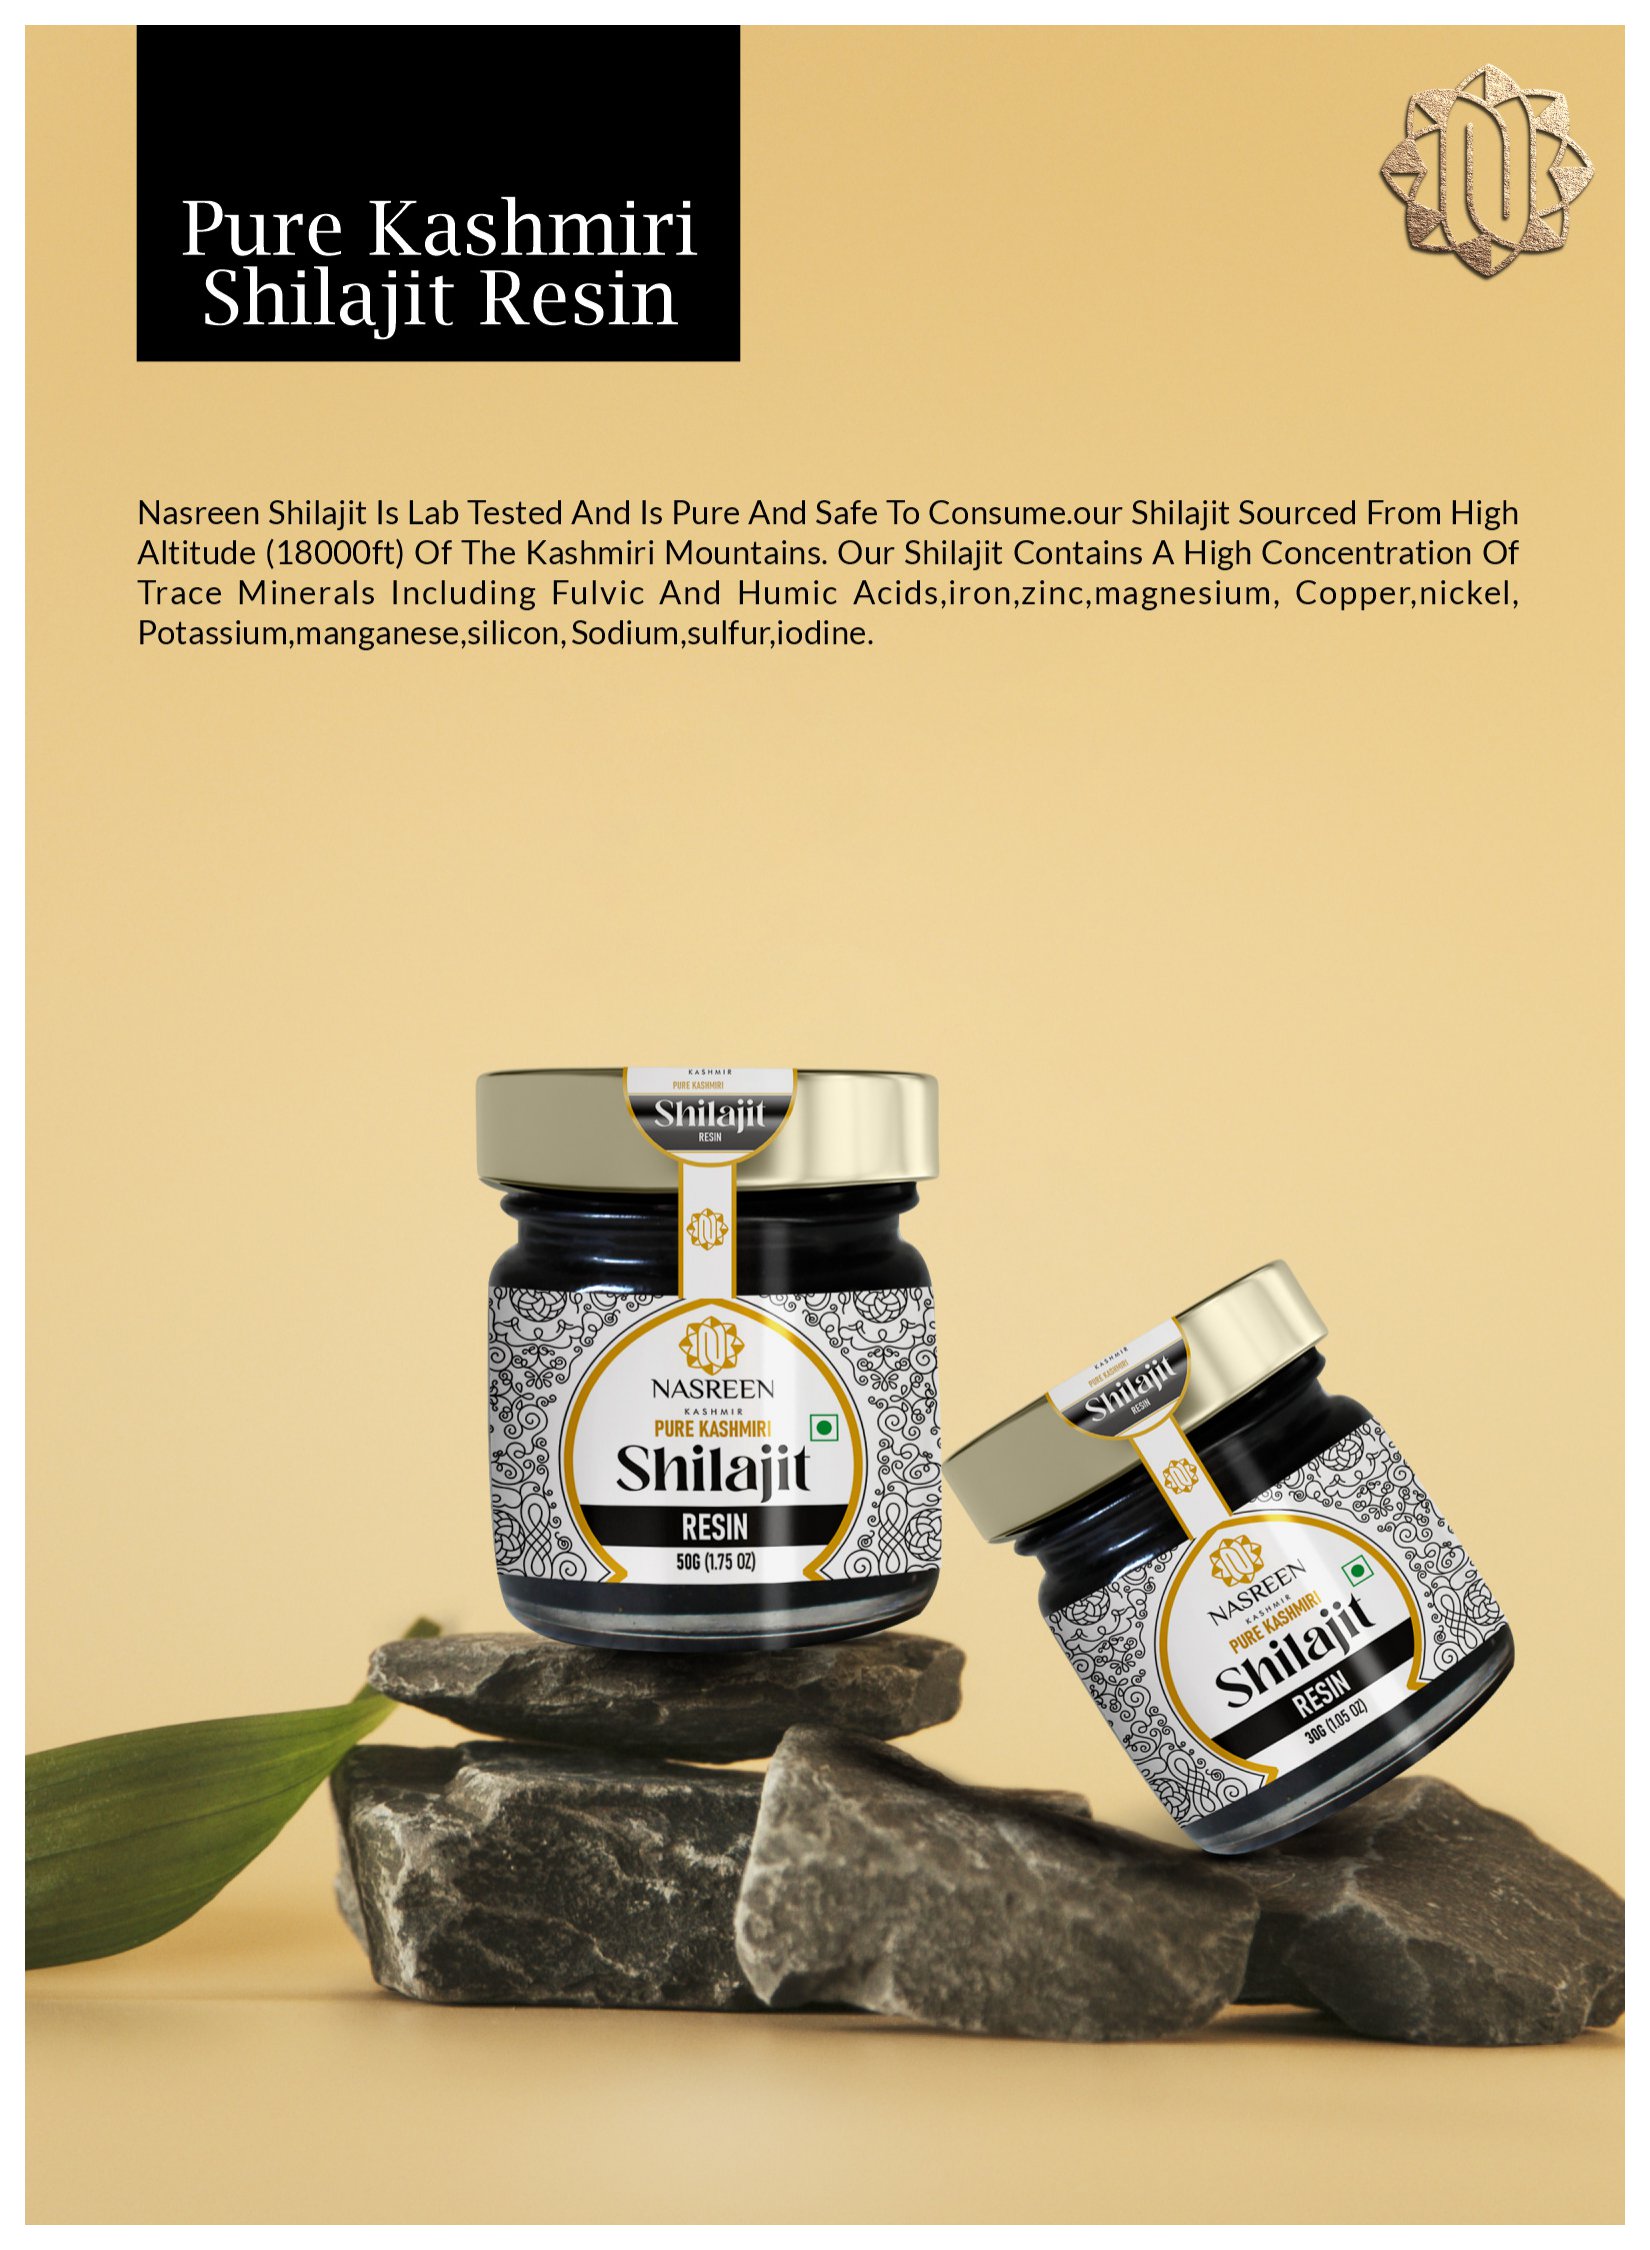 Pure Kashmiri
Shilajit Resin
Nasreen Shilajit Is Lab Tested And Is Pure And Safe To Consume.our Shilajit Sourced From High
Altitude (18000ft) Of The Kashmiri Mountains. Our Shilajit Contains A High Concentration Of
Trace Minerals Including Fulvic And Humic Acids,iron,zinc,magnesium, Copper,nickel,
Potassium,manganese,silicon, Sodium,sulfur,iodine.
KASHMIR
PURE KASHMIRI
Shilajit
RESIN
NASREEN
KASHMIR
PURE KASHMIRI
Shilajit
RESIN
50G (1.75 OZ)
KASHMIR
PURE KASHMIRI
Shilajit
RESIN
NASREEN
KASHMIR
PURE KASHMIRI
Shilajit
RESIN
30G (1.05 OZ)